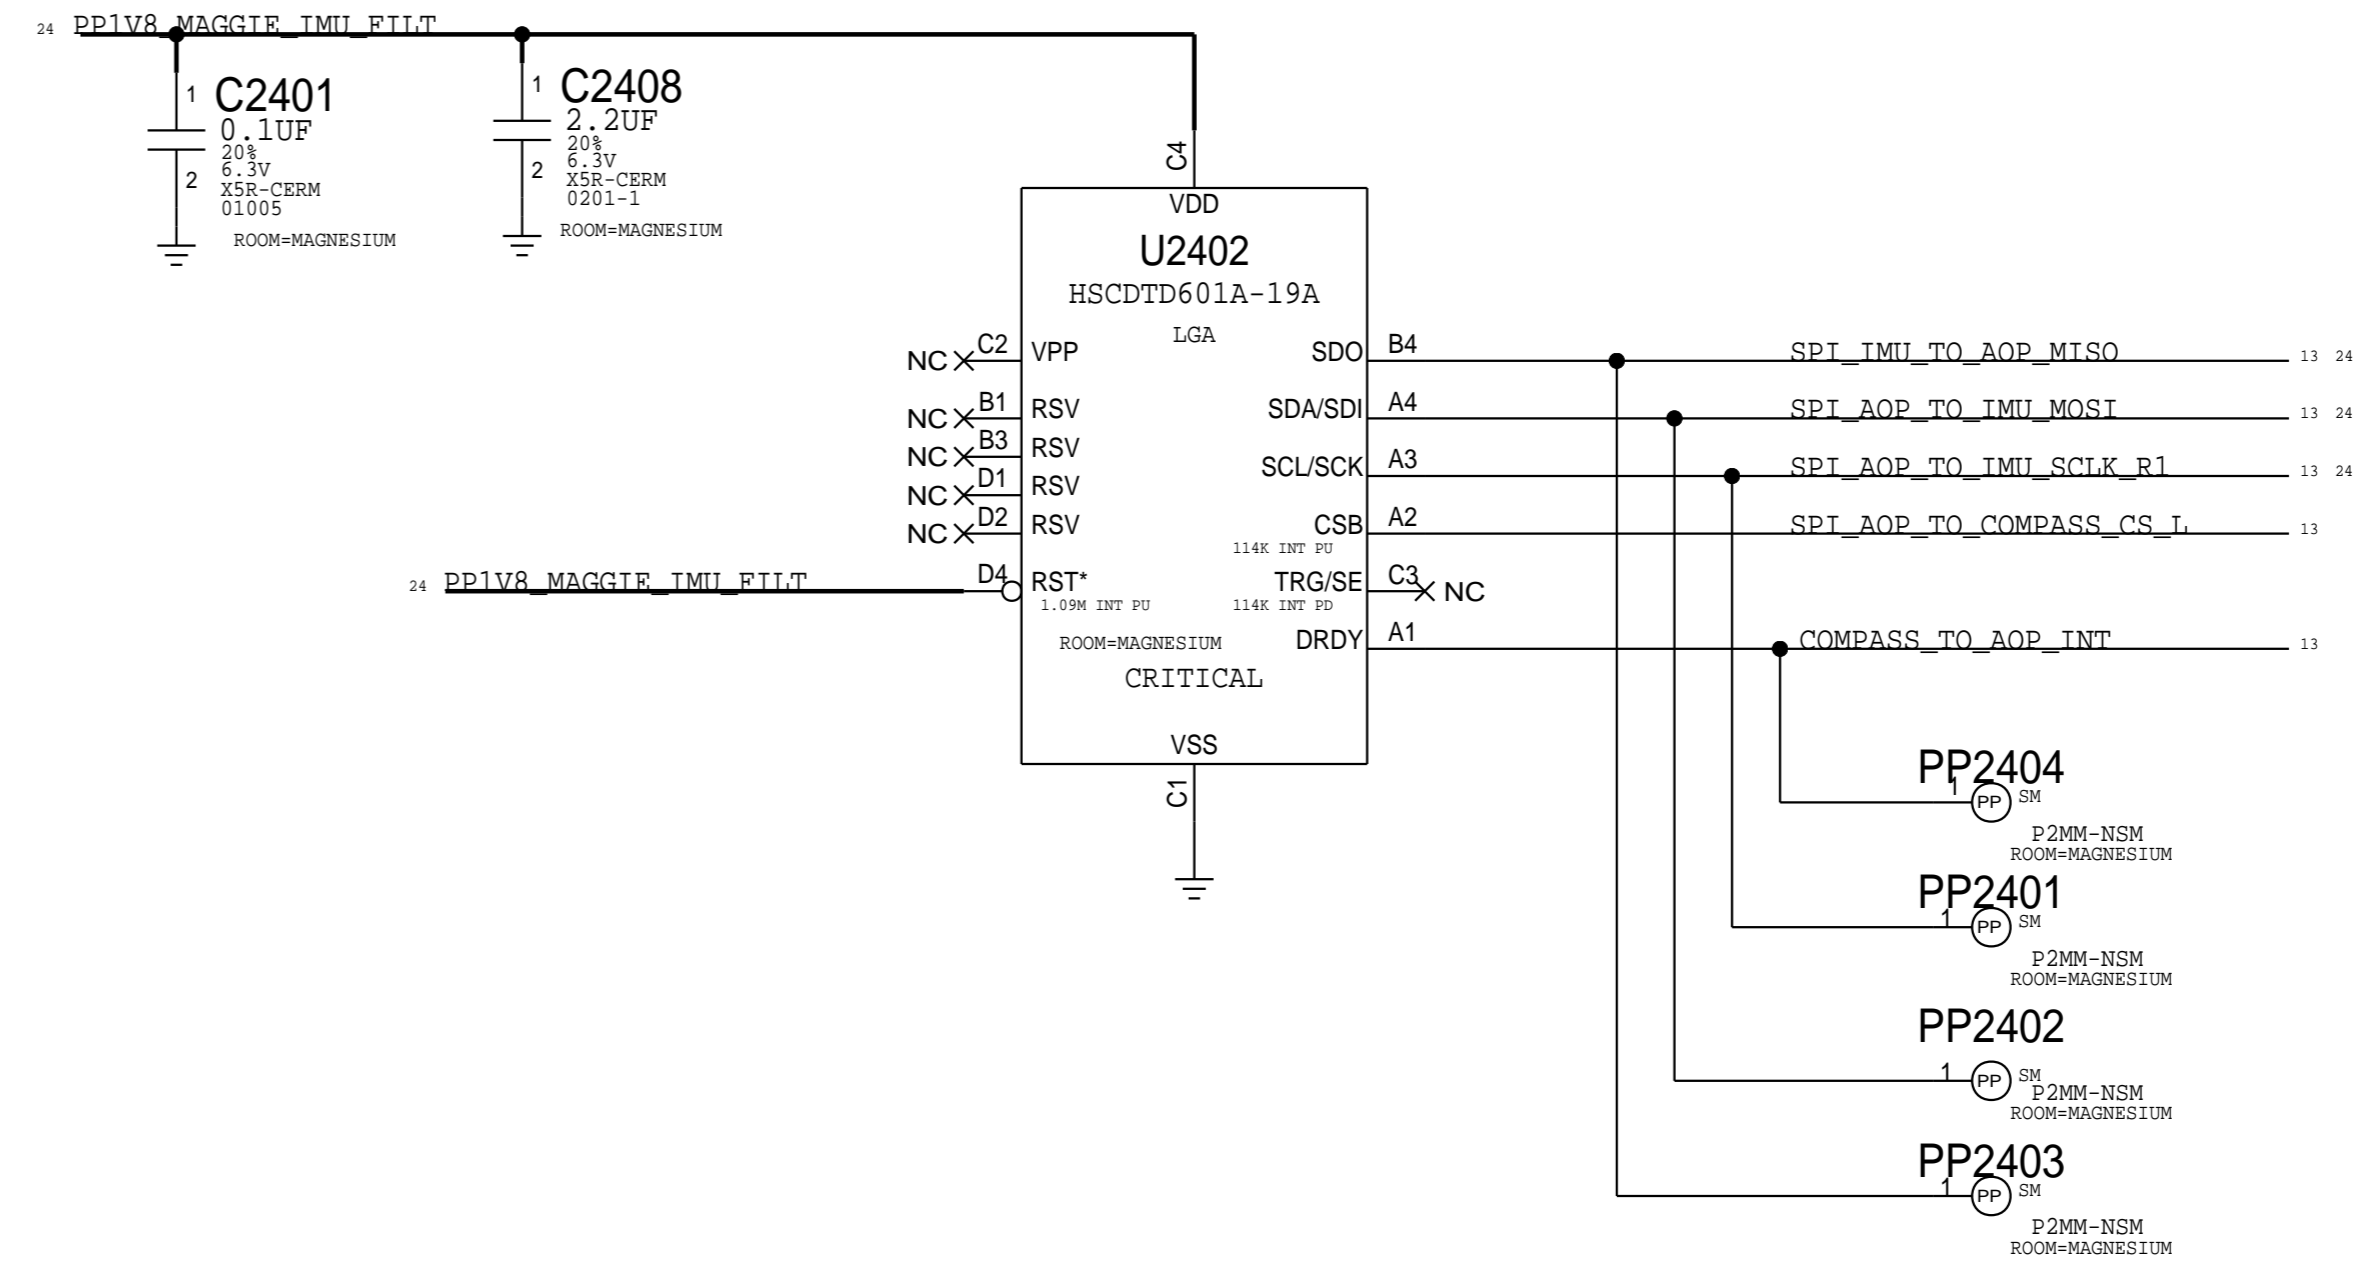 24 PP1V8_MAGGIE_IMU_FILT
1 C2401
0.1UF
20%
6.3V
2 X5R-CERM
01005
ROOM=MAGNESIUM
1 C2408
2.2UF
20%
6.3V
2 X5R-CERM
0201-1
ROOM=MAGNESIUM
C4
VDD
U2402
HSCDTD601A-19A
LGA
NC C2 VPP
NC B1 RSV
NC B3 RSV
NC D1 RSV
NC D2 RSV
24 PP1V8_MAGGIE_IMU_FILT D4 RST*
1.09M INT PU
SDO B4 SPI_IMU_TO_AOP_MISO 13 24
SDA/SDI A4 SPI_AOP_TO_IMU_MOSI 13 24
SCL/SCK A3 SPI_AOP_TO_IMU_SCLK_R1 13 24
CSB A2 SPI_AOP_TO_COMPASS_CS_L 13
114K INT PU
TRG/SE C3 NC
114K INT PD
DRDY A1 COMPASS_TO_AOP_INT 13
ROOM=MAGNESIUM
CRITICAL
VSS
C1
PP2404
1 PP SM
P2MM-NSM
ROOM=MAGNESIUM
PP2401
1 PP SM
P2MM-NSM
ROOM=MAGNESIUM
PP2402
1 PP SM
P2MM-NSM
ROOM=MAGNESIUM
PP2403
1 PP SM
P2MM-NSM
ROOM=MAGNESIUM